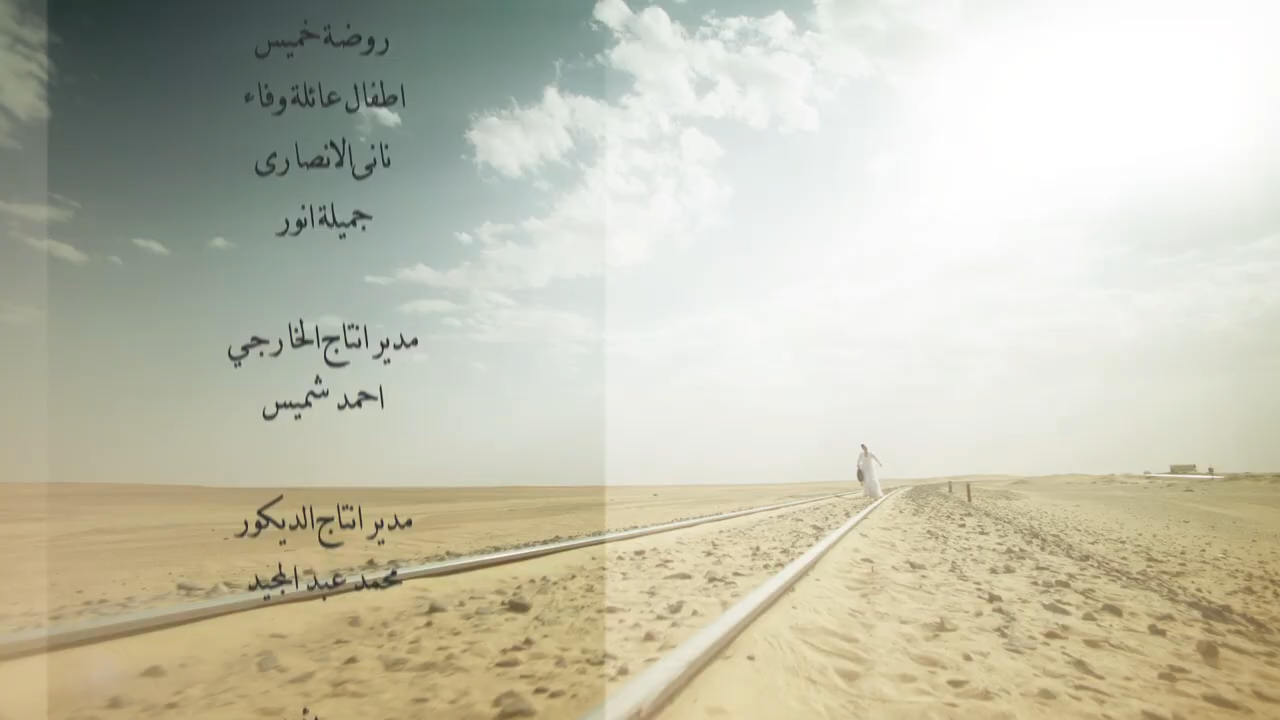 روضة خميس
اطفال عائلة وفاء
نانى الانصارى
جميلة انور
مدير انتاج الخارجي
احمد شميس
مدير انتاج الديكور
محمد عبد المجيد